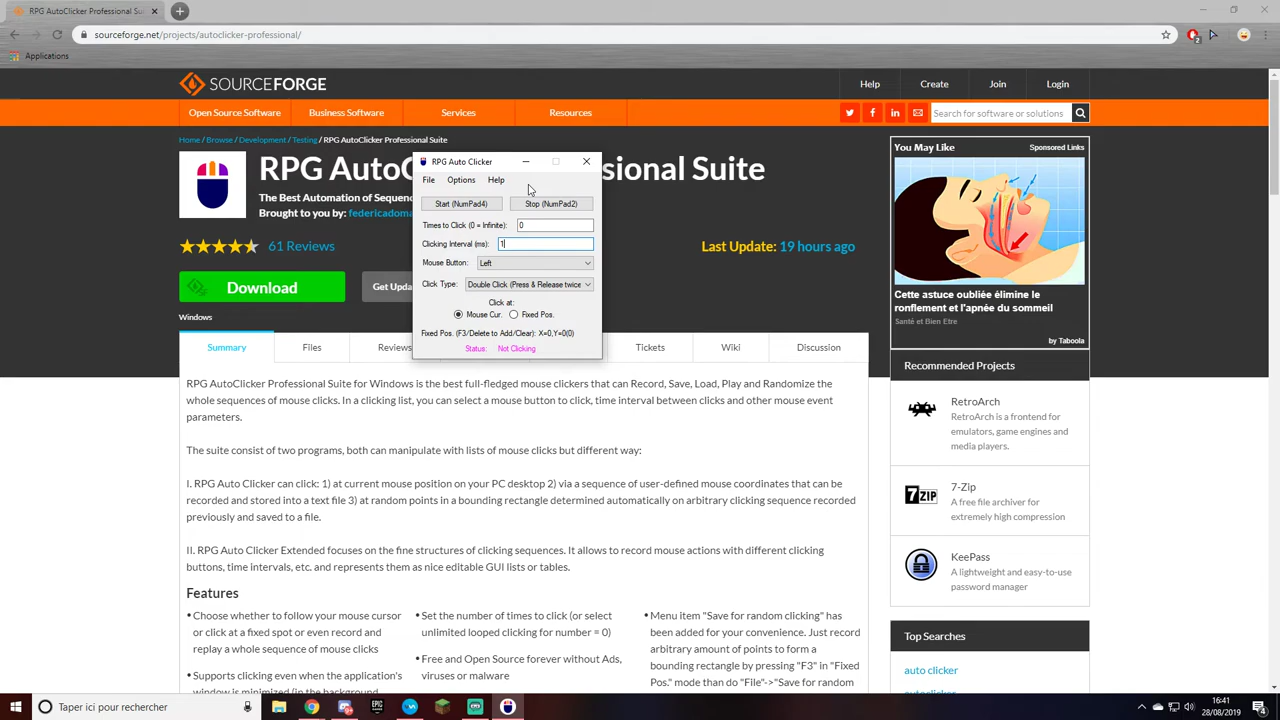 RPG AutoClicker Professional Sui
sourceforge.net/projects/autoclicker-professional/
2
Applications
SOURCEFORGE
Help
Create
Join
Login
Open Source Software
Business Software
Services
Resources
Search for software or solutions
Home / Browse / Development / Testing / RPG AutoClicker Professional Suite
RPG AutoC
sional Suite
The Best Automation of Sequenc
Brought to you by: federicadoma
61 Reviews
Last Update: 19 hours ago
Download
Get Upda
Windows
RPG Auto Clicker
File
Options
Help
Start (NumPad4)
Stop (NumPad2)
Times to Click (0 = Infinite):
0
Clicking Interval (ms):
1
Mouse Button:
Left
Click Type:
Double Click (Press & Release twice
Click at:
Mouse Cur.
Fixed Pos.
Fixed Pos. (F3/Delete to Add/Clear): X=0,Y=0(0)
Status: Not Clicking
Summary
Files
Reviews
Tickets
Wiki
Discussion
RPG AutoClicker Professional Suite for Windows is the best full-fledged mouse clickers that can Record, Save, Load, Play and Randomize the
whole sequences of mouse clicks. In a clicking list, you can select a mouse button to click, time interval between clicks and other mouse event
parameters.
The suite consist of two programs, both can manipulate with lists of mouse clicks but different way:
I. RPG Auto Clicker can click: 1) at current mouse position on your PC desktop 2) via a sequence of user-defined mouse coordinates that can be
recorded and stored into a text file 3) at random points in a bounding rectangle determined automatically on arbitrary clicking sequence recorded
previously and saved to a file.
II. RPG Auto Clicker Extended focuses on the fine structures of clicking sequences. It allows to record mouse actions with different clicking
buttons, time intervals, etc. and represents them as nice editable GUI lists or tables.
Features
• Choose whether to follow your mouse cursor
or click at a fixed spot or even record and
replay a whole sequence of mouse clicks
• Supports clicking even when the application's
window is minimized (in the background
• Set the number of times to click (or select
unlimited looped clicking for number = 0)
• Free and Open Source forever without Ads,
viruses or malware
• Menu item "Save for random clicking" has
been added for your convenience. Just record
arbitrary amount of points to form a
bounding rectangle by pressing "F3" in "Fixed
Pos." mode than do "File"->"Save for random
You May Like
Sponsored Links
Cette astuce oubliée élimine le
ronflement et l'apnée du sommeil
Santé et Bien Etre
by Taboola
Recommended Projects
RetroArch
RetroArch is a frontend for
emulators, game engines and
media players.
7ZIP
7-Zip
A free file archiver for
extremely high compression
KeePass
A lightweight and easy-to-use
password manager
Top Searches
auto clicker
autoclicker
Taper ici pour rechercher
EPIC
16:41
28/08/2019
4